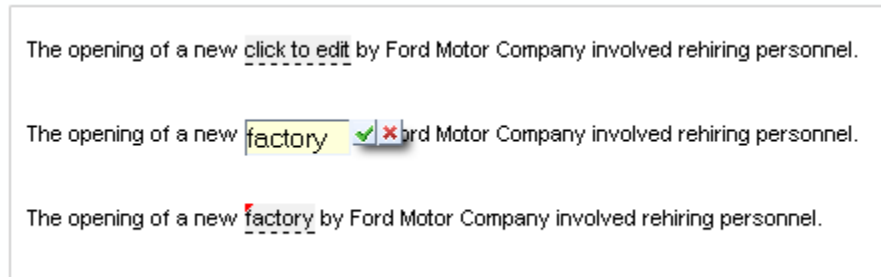 The opening of a new click to edit by Ford Motor Company involved rehiring personnel.
The opening of a new factory ord Motor Company involved rehiring personnel.
The opening of a new factory by Ford Motor Company involved rehiring personnel.